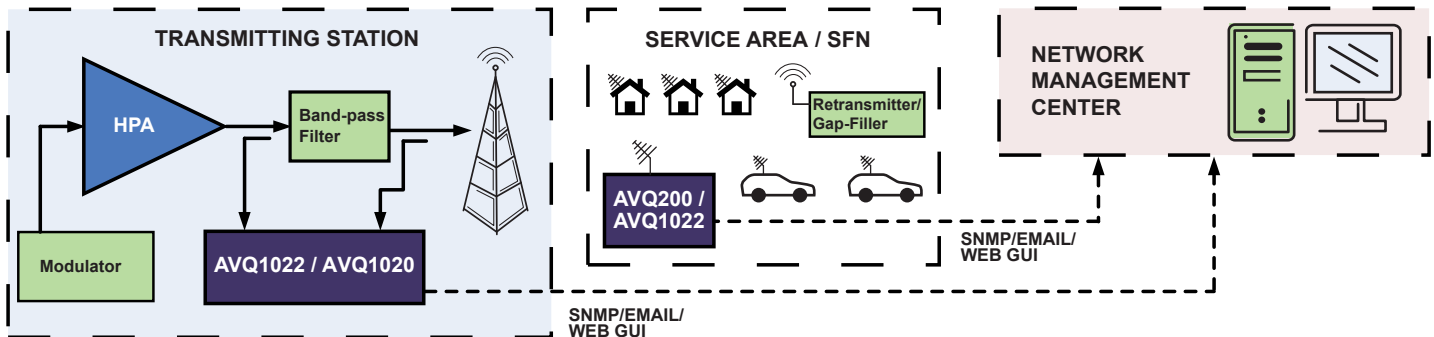 TRANSMITTING STATION
HPA
Band-pass
Filter
Modulator
AVQ1022 / AVQ1020
SERVICE AREA / SFN
Retransmitter/
Gap-Filler
AVQ200 /
AVQ1022
SNMP/EMAIL/
WEB GUI
SNMP/EMAIL/
WEB GUI
NETWORK
MANAGEMENT
CENTER